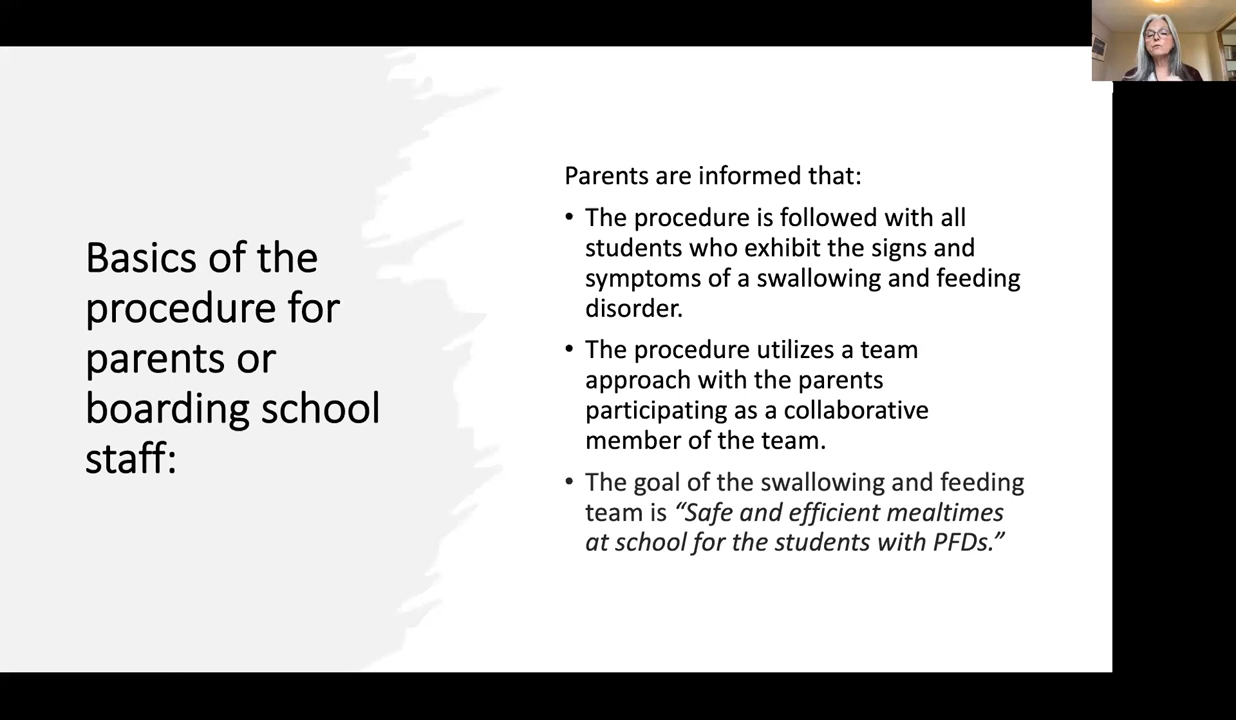 Basics of the
procedure for
parents or
boarding school
staff:
Parents are informed that:
• The procedure is followed with all
students who exhibit the signs and
symptoms of a swallowing and feeding
disorder.
• The procedure utilizes a team
approach with the parents
participating as a collaborative
member of the team.
• The goal of the swallowing and feeding
team is “Safe and efficient mealtimes
at school for the students with PFDs.”